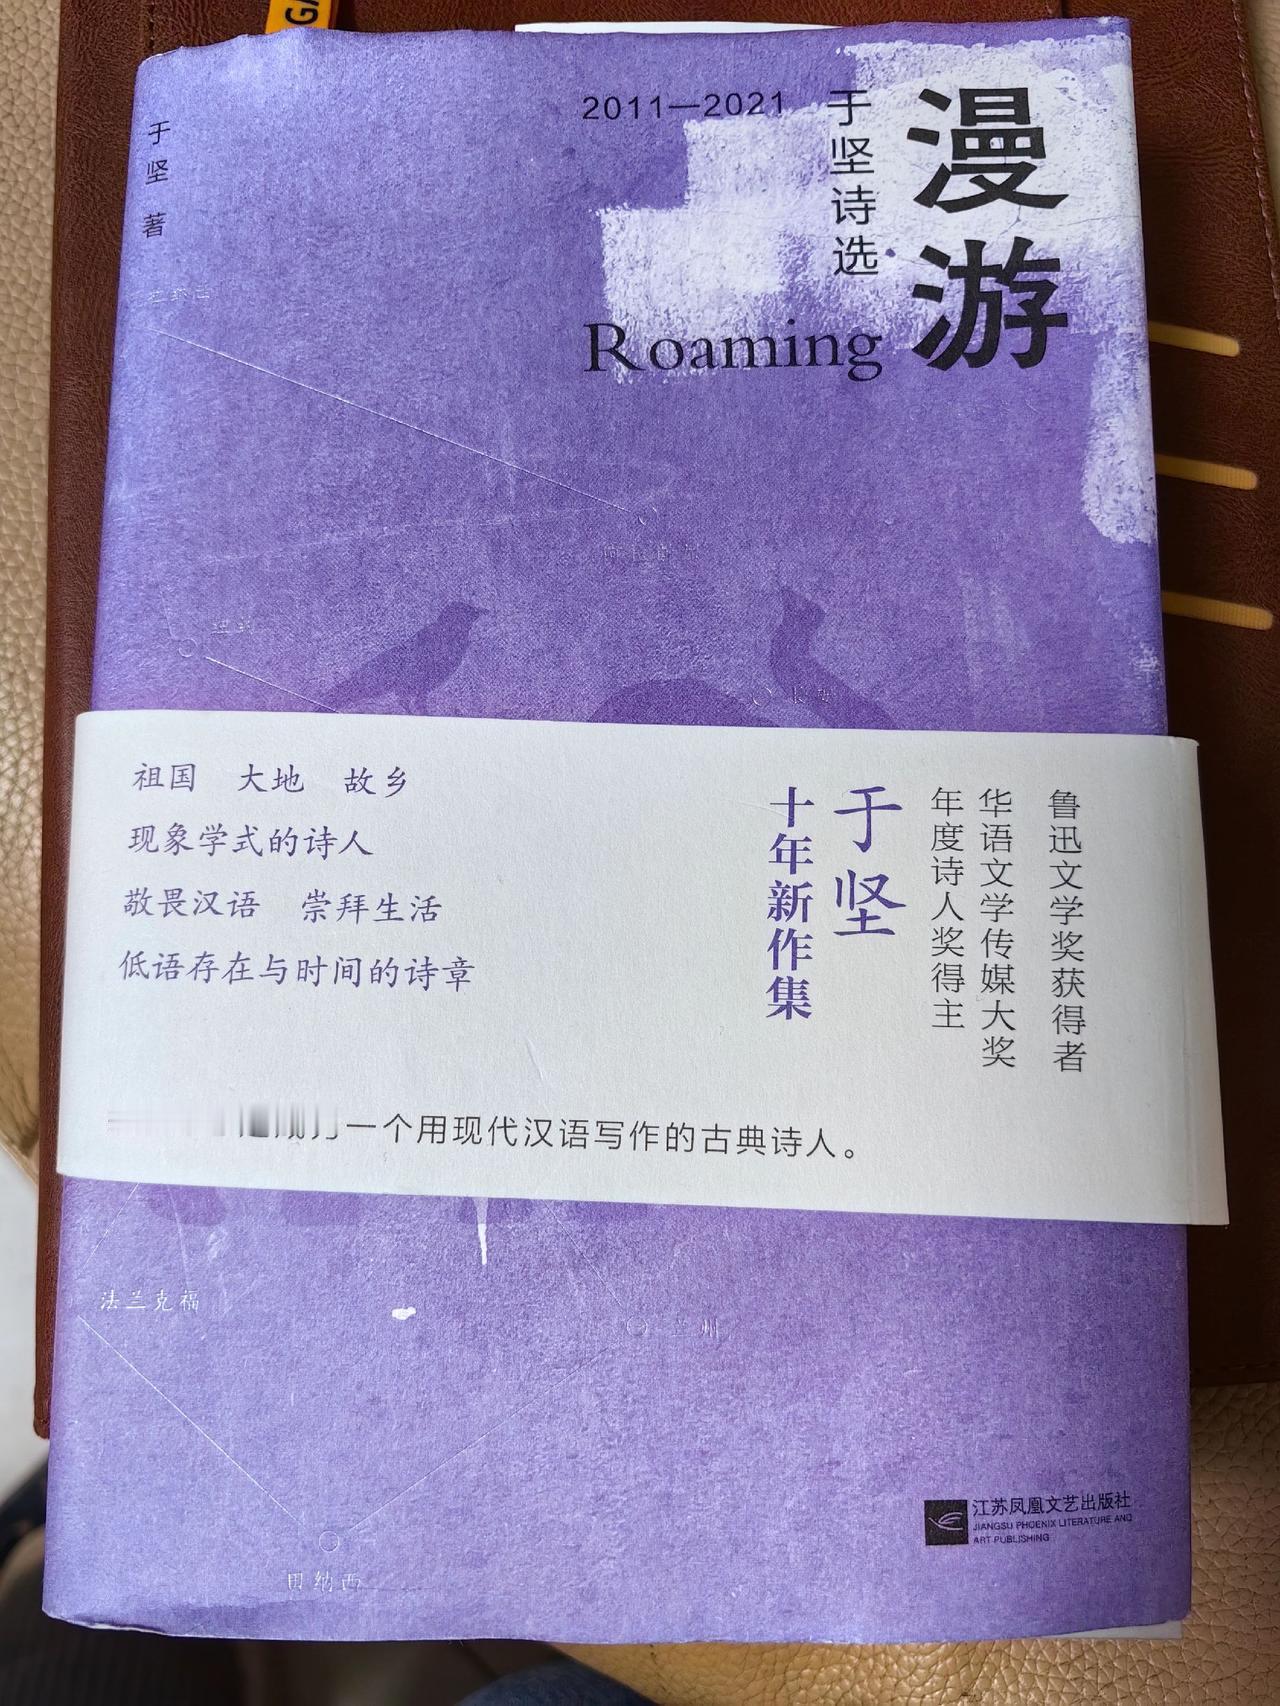 GA
漫游
于坚诗选
2011—2021
Roaming
于坚 著
祖国 大地 故乡
现象学式的诗人
敬畏汉语 崇拜生活
低语存在与时间的诗章
鲁迅文学奖获得者
华语文学传媒大奖
年度诗人奖得主
于坚
十年新作集
一个用现代汉语写作的古典诗人。
法兰克福
兰州
田纳西
江苏凤凰文艺出版社
JIANGSU PHOENIX LITERATURE AND
ART PUBLISHING